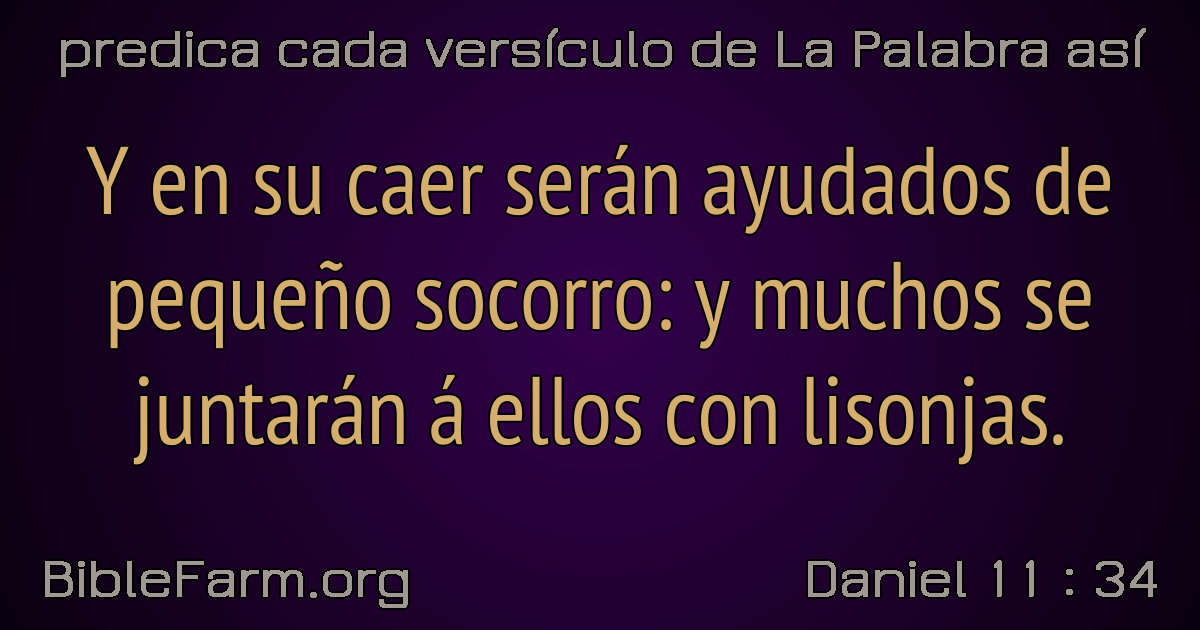 predica cada versículo de La Palabra así
Y en su caer serán ayudados de
pequeño socorro: y muchos se
juntarán á ellos con lisonjas.
BibleFarm.org
Daniel 11 : 34